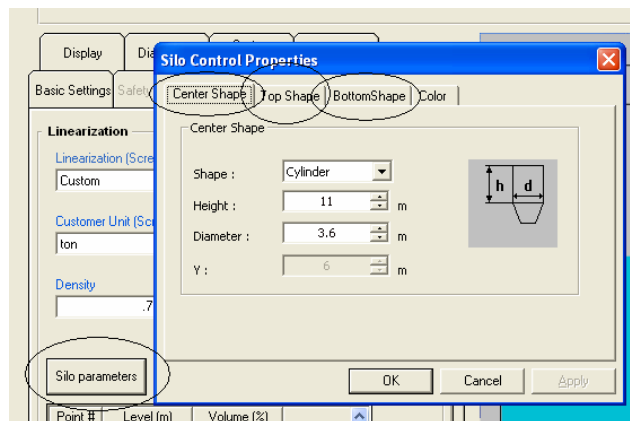 Display
Silo Control Properties
Basic Settings
Center Shape Top Shape BottomShape Color
Linearization
Center Shape
Linearization (Scre
Shape : Cylinder
h d
Custom
Height : 11 m
Customer Unit (Scr
Diameter : 3.6 m
ton
Y : 6 m
Density
.7
Silo parameters
OK Cancel Apply
Point # Level (m) Volume (%)